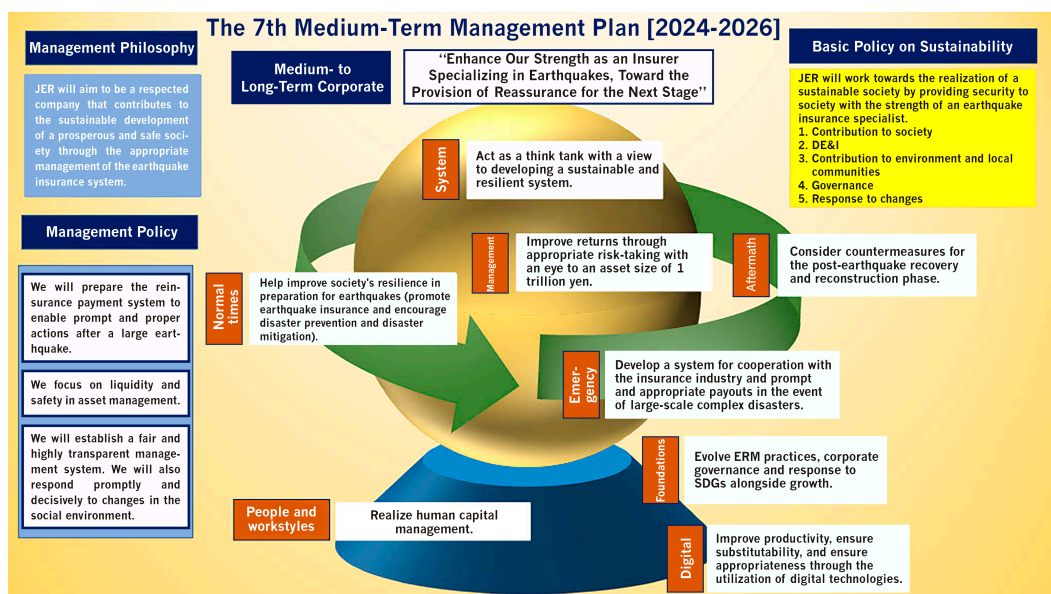 The 7th Medium-Term Management Plan [2024-2026]
Management Philosophy
JER will aim to be a respected
company that contributes to
the sustainable development
of a prosperous and safe soci-
ety through the appropriate
management of the earthquake
insurance system.
Management Policy
We will prepare the rein-
surance payment system to
enable prompt and proper
actions after a large eart-
hquake.
We focus on liquidity and
safety in asset management.
We will establish a fair and
highly transparent manage-
ment system. We will also
respond promptly and
decisively to changes in the
social environment.
Medium- to
Long-Term Corporate
“Enhance Our Strength as an Insurer
Specializing in Earthquakes, Toward the
Provision of Reassurance for the Next Stage”
Basic Policy on Sustainability
JER will work towards the realization of a
sustainable society by providing security to
society with the strength of an earthquake
insurance specialist.
1. Contribution to society
2. DE&I
3. Contribution to environment and local
communities
4. Governance
5. Response to changes
System
Act as a think tank with a view
to developing a sustainable and
resilient system.
Management
Improve returns through
appropriate risk-taking with
an eye to an asset size of 1
trillion yen.
Aftermath
Consider countermeasures for
the post-earthquake recovery
and reconstruction phase.
Normal
times
Help improve society's resilience in
preparation for earthquakes (promote
earthquake insurance and encourage
disaster prevention and disaster
mitigation).
Emer-
gency
Develop a system for cooperation with
the insurance industry and prompt
and appropriate payouts in the event
of large-scale complex disasters.
Foundations
Evolve ERM practices, corporate
governance and response to
SDGs alongside growth.
People and
workstyles
Realize human capital
management.
Digital
Improve productivity, ensure
substitutability, and ensure
appropriateness through the
utilization of digital technologies.